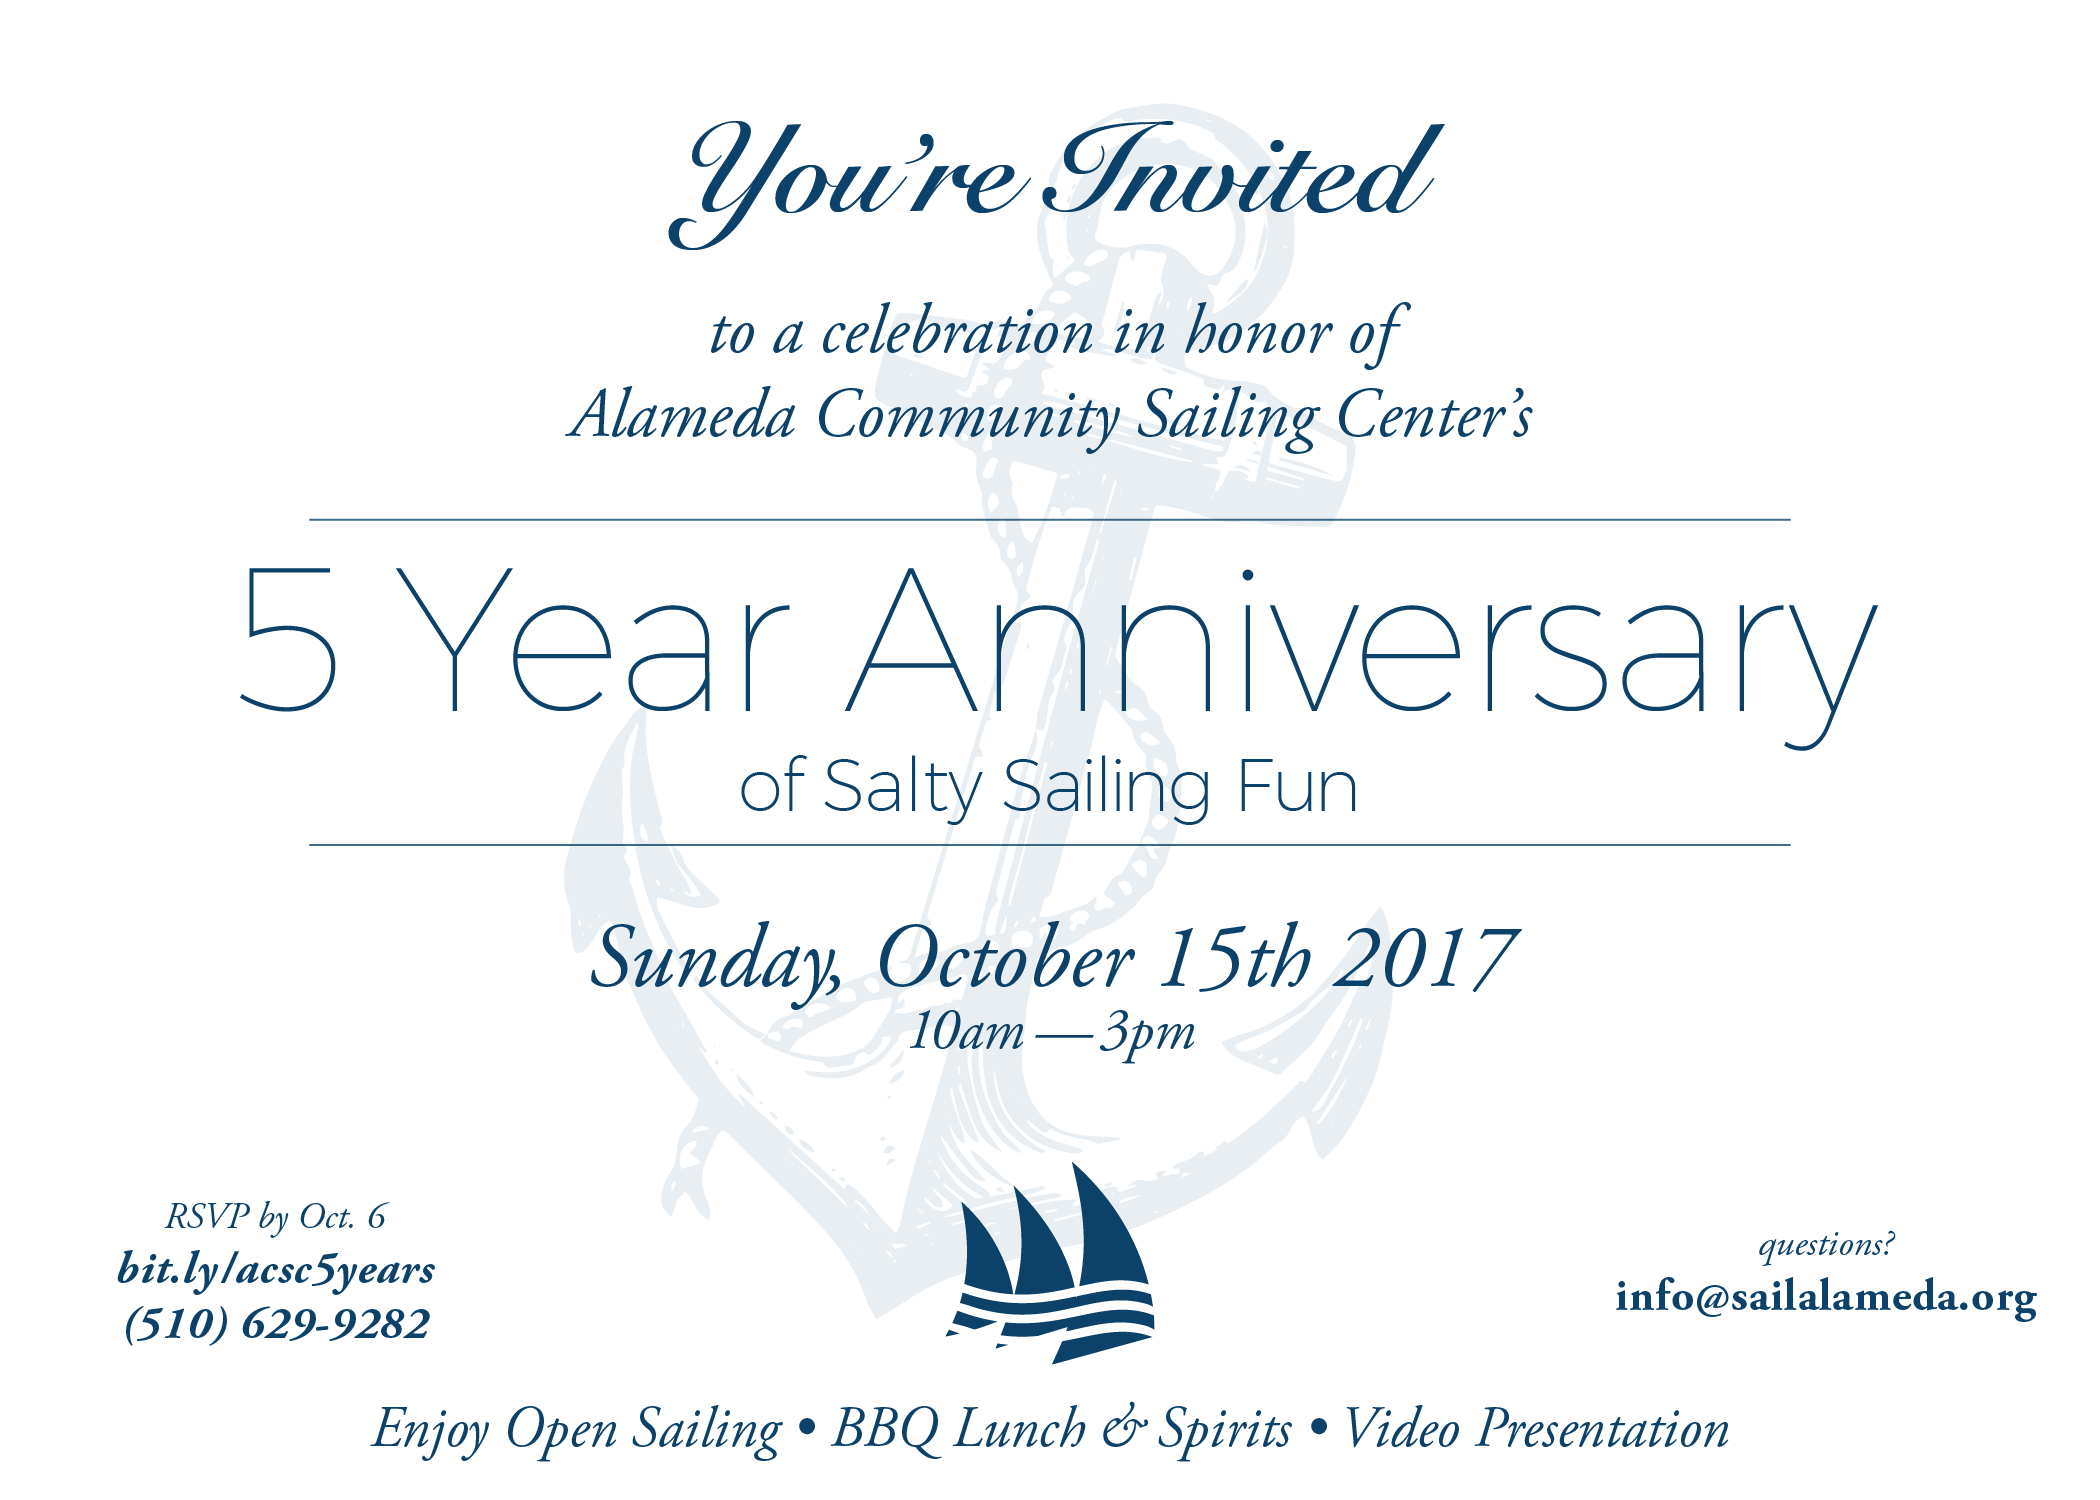 You're Invited
to a celebration in honor of
Alameda Community Sailing Center's
5 Year Anniversary
of Salty Sailing Fun
Sunday, October 15th 2017
10am — 3pm
RSVP by Oct. 6
bit.ly/acsc5years
(510) 629-9282
questions?
info@sailalameda.org
Enjoy Open Sailing • BBQ Lunch & Spirits • Video Presentation